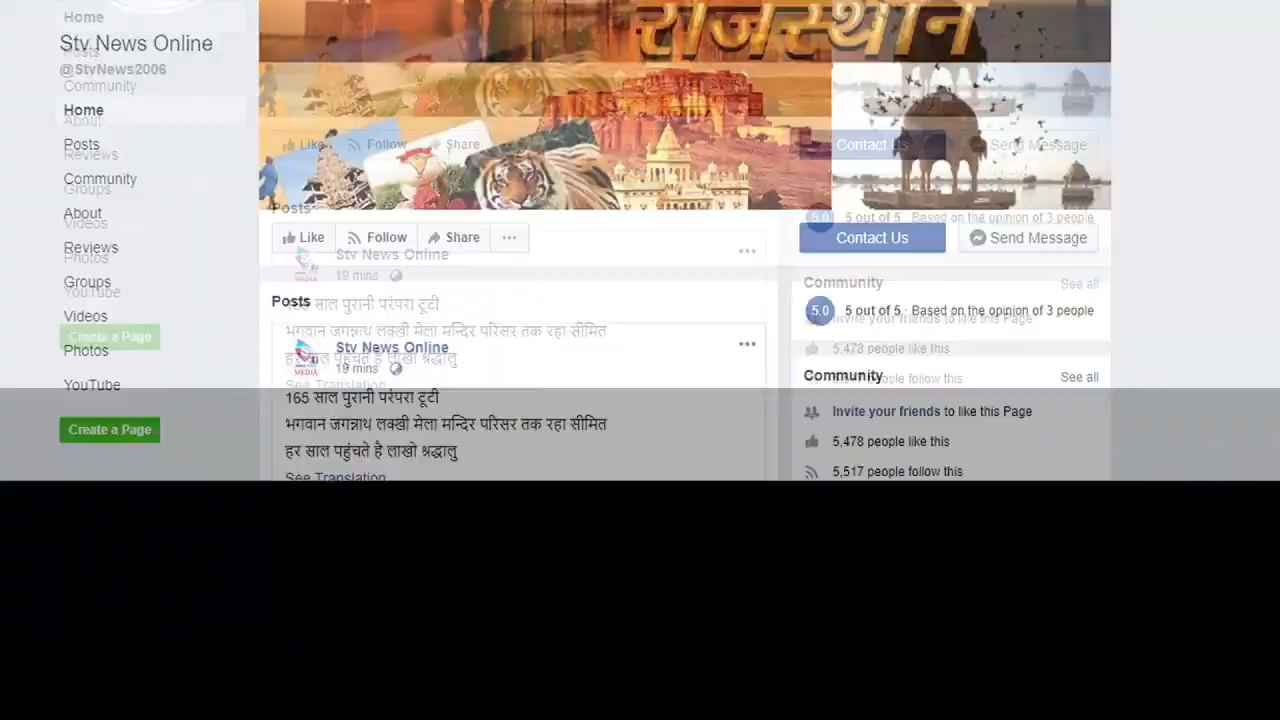 राजस्थान
Stv News Online
@StvNews2006
Home
Posts
Community
About
Reviews
Groups
Videos
Photos
YouTube
Create a Page
Like
Follow
Share
Contact Us
Send Message
Posts
Stv News Online
19 mins
165 साल पुरानी परंपरा टूटी
भगवान जगन्नाथ लक्खी मेला मन्दिर परिसर तक रहा सीमित
हर साल पहुंचते है लाखो श्रद्धालु
See Translation
5.0
5 out of 5 · Based on the opinion of 3 people
Community
See all
Invite your friends to like this Page
5,478 people like this
5,517 people follow this